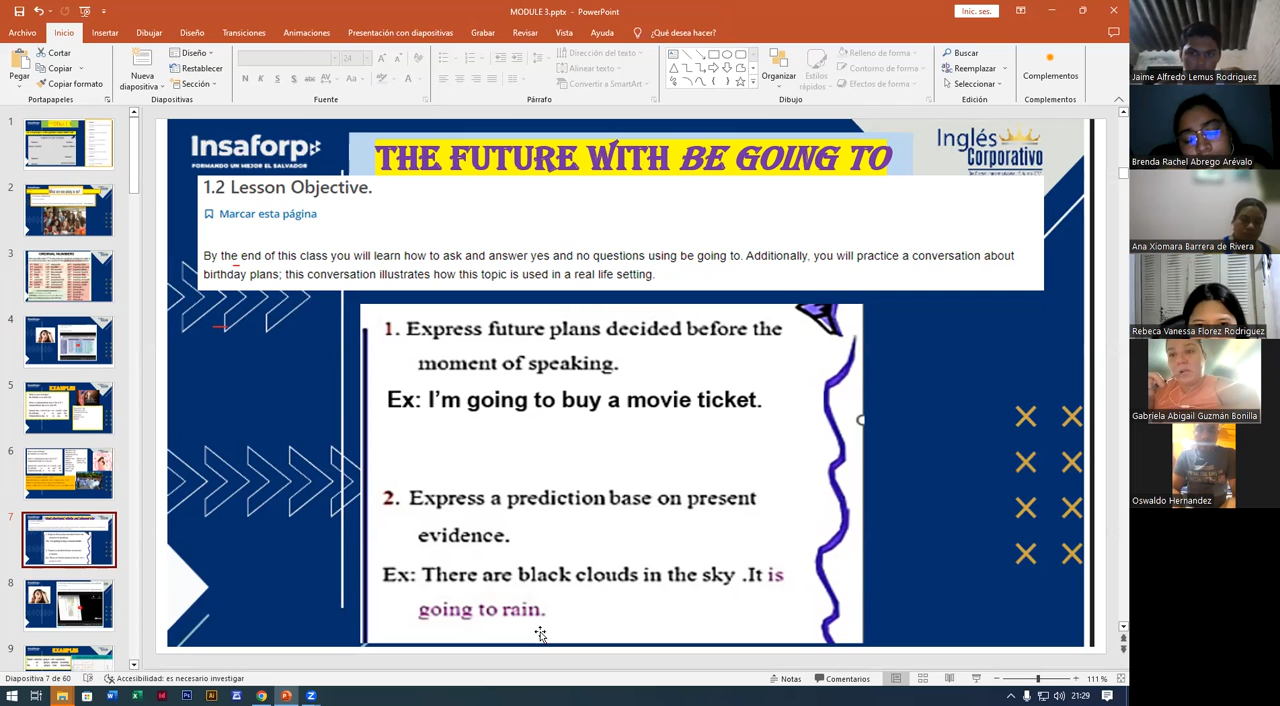 MODULE 3.pptx - PowerPoint
Inic. ses.
Archivo Inicio Insertar Dibujar Diseño Transiciones Animaciones Presentación con diapositivas Grabar Revisar Vista Ayuda ¿Qué desea hacer?
Pegar
Cortar
Copiar
Copiar formato
Portapapeles
Nueva diapositiva
Diseño
Restablecer
Sección
Diapositivas
24
Fuente
Párrafo
Dirección del texto
Alinear texto
Convertir a SmartArt
Organizar
Estilos rápidos
Relleno de forma
Contorno de forma
Efectos de forma
Dibujo
Buscar
Reemplazar
Seleccionar
Edición
Complementos
Complementos
1
2
3
4
5
6
7
8
9
Insaforp
FORMANDO UN MEJOR EL SALVADOR
THE FUTURE WITH BE GOING TO
Inglés
Corporativo
1.2 Lesson Objective.
Marcar esta página
By the end of this class, you will learn how to ask and answer yes and no questions using be going to. Additionally, you will practice a conversation about
birthday plans; this conversation illustrates how this topic is used in a real life setting.
1. Express future plans decided before the
moment of speaking.
Ex: I'm going to buy a movie ticket.
2. Express a prediction base on present
evidence.
Ex: There are black clouds in the sky .It is
going to rain.
Jaime Alfredo Lemus Rodriguez
Brenda Rachel Abrego Arévalo
Ana Xiomara Barrera de Rivera
Rebeca Vanessa Florez Rodriguez
Gabriela Abigail Guzmán Bonilla
Oswaldo Hernandez
Diapositiva 7 de 60
Accesibilidad: es necesario investigar
Notas
Comentarios
111 %
21:29